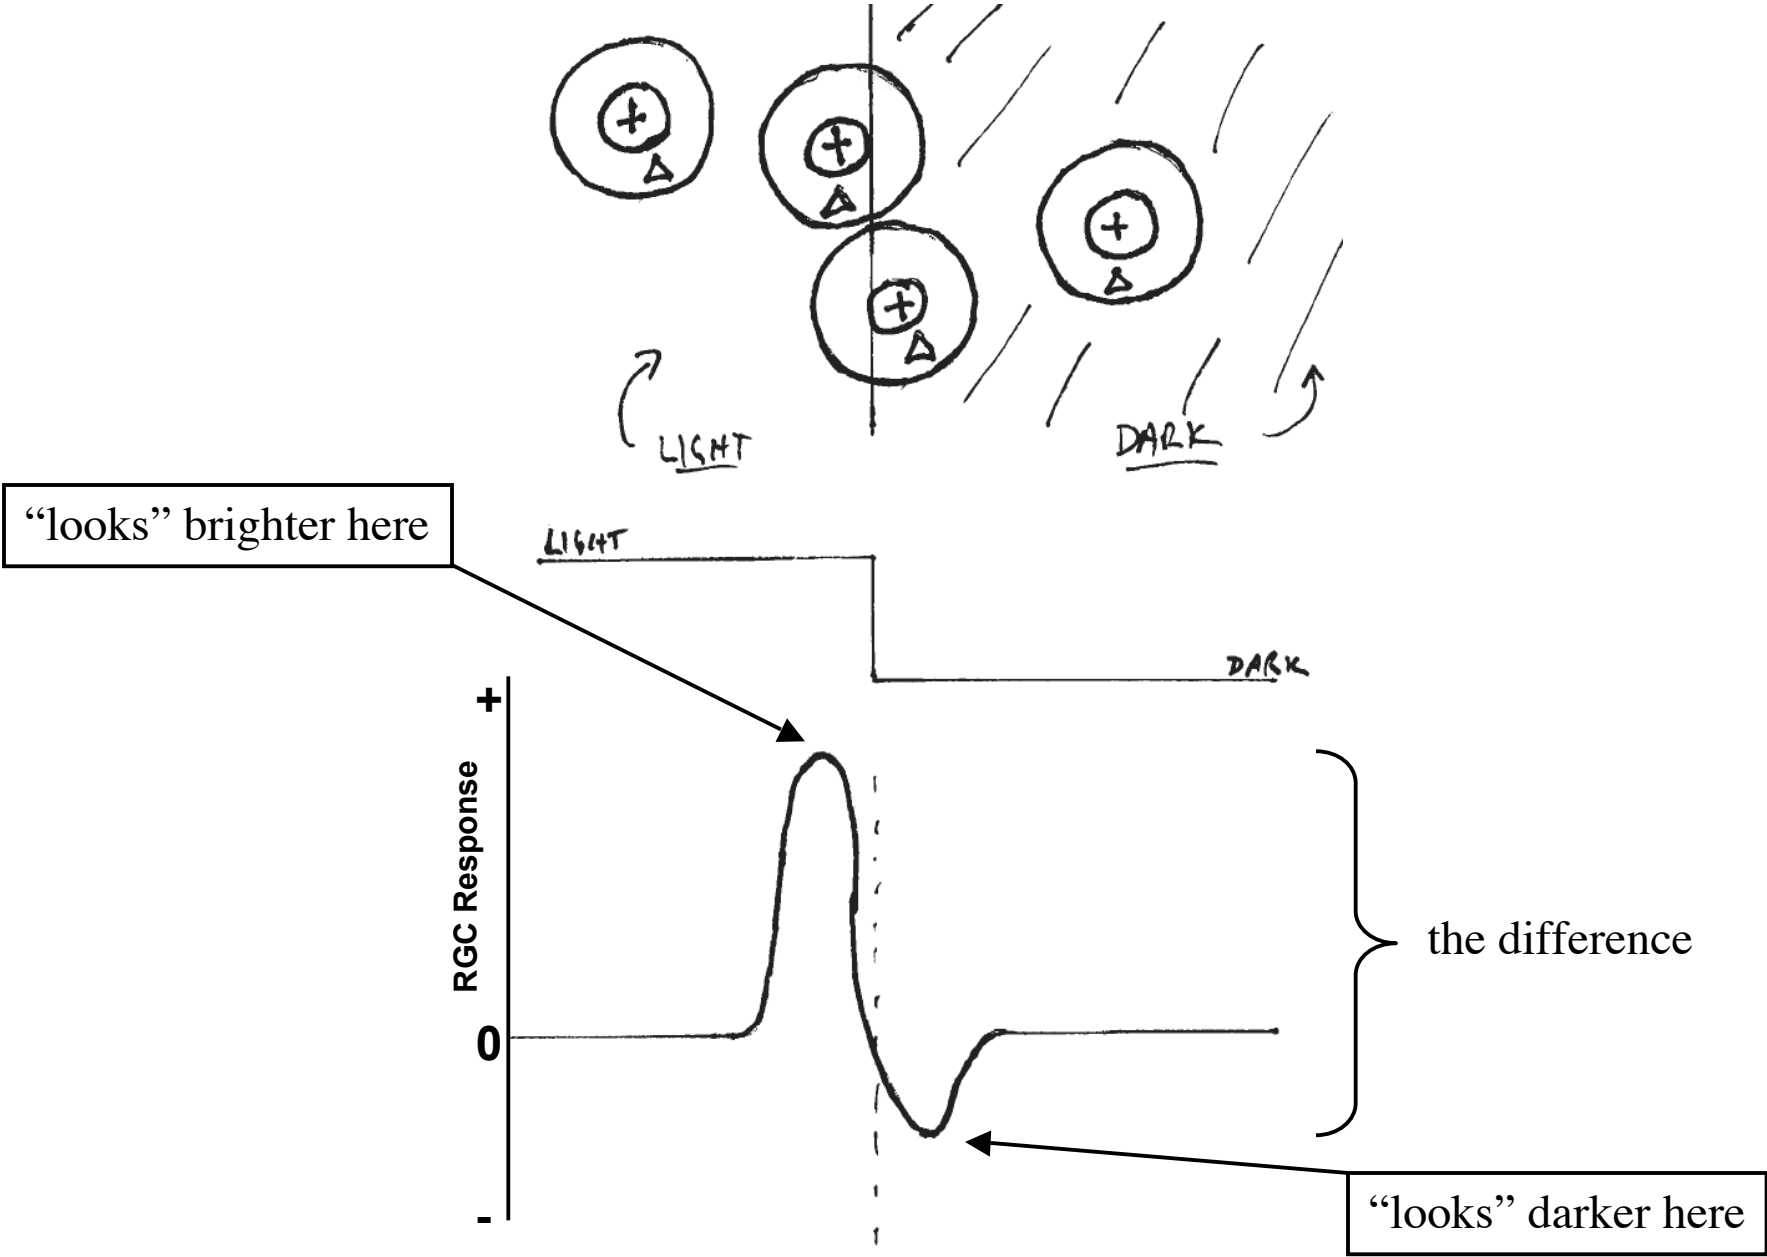 +
Δ
+
Δ
+
Δ
+
Δ
LIGHT
DARK
“looks” brighter here
LIGHT
DARK
+
RGC Response
0
-
the difference
“looks” darker here